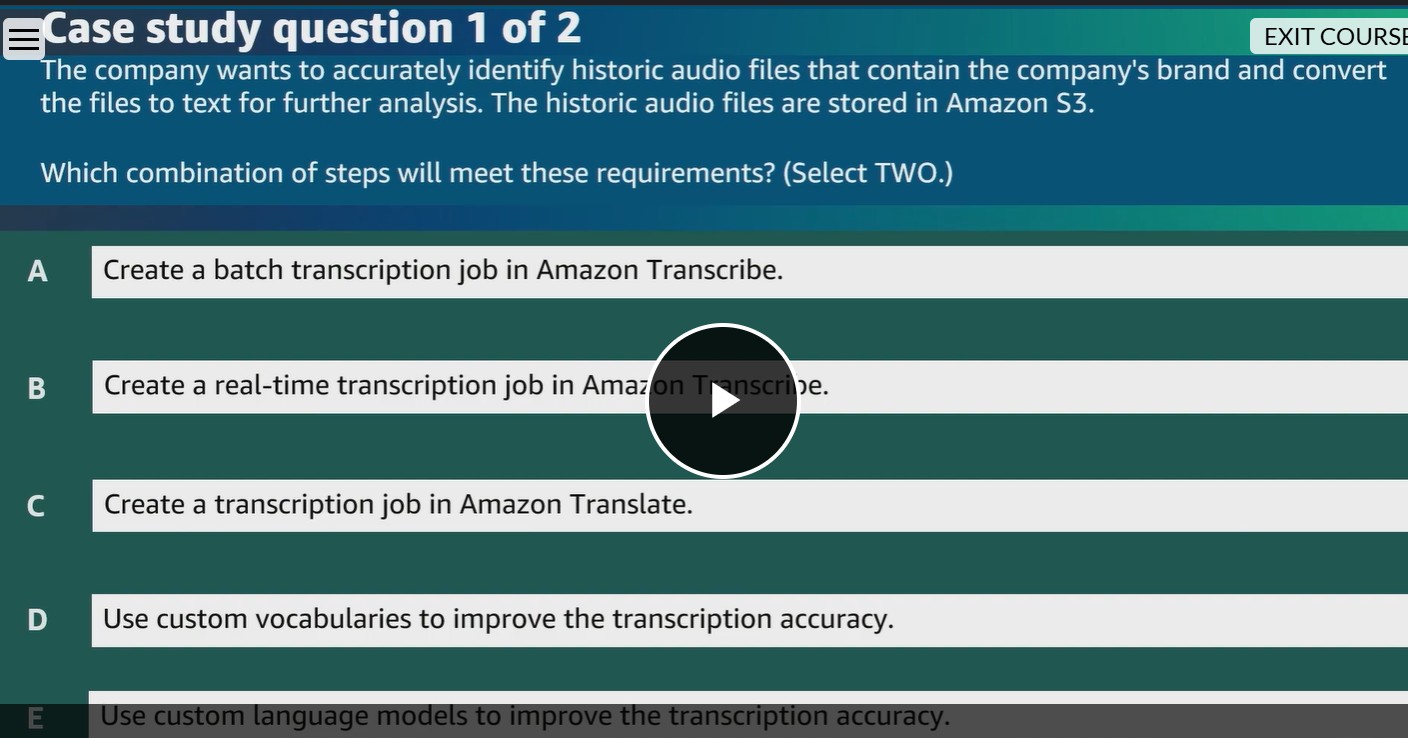 Case study question 1 of 2
EXIT COURSE
The company wants to accurately identify historic audio files that contain the company's brand and convert
the files to text for further analysis. The historic audio files are stored in Amazon S3.
Which combination of steps will meet these requirements? (Select TWO.)
A Create a batch transcription job in Amazon Transcribe.
B Create a real-time transcription job in Amazon Transcribe.
C Create a transcription job in Amazon Translate.
D Use custom vocabularies to improve the transcription accuracy.
E Use custom language models to improve the transcription accuracy.